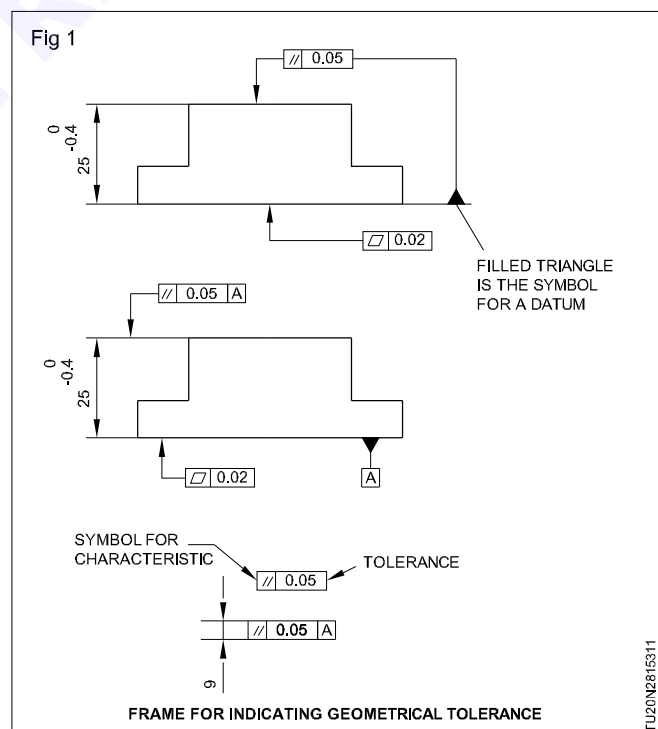 Fig 1
// 0.05
0
-0.4
25
⏥ 0.02
FILLED TRIANGLE
IS THE SYMBOL
FOR A DATUM
// 0.05 A
0
-0.4
25
⏥ 0.02
A
SYMBOL FOR
CHARACTERISTIC
// 0.05
TOLERANCE
// 0.05 A
6
FRAME FOR INDICATING GEOMETRICAL TOLERANCE
TU20N2815311